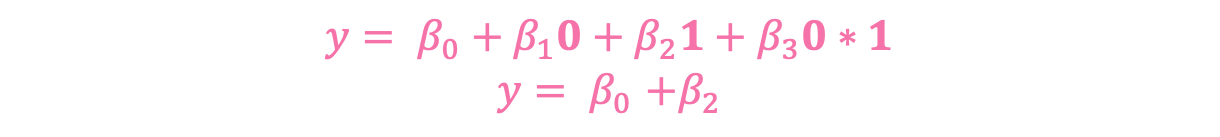 y = β₀ + β₁0 + β₂1 + β₃0 * 1
y = β₀ +β₂